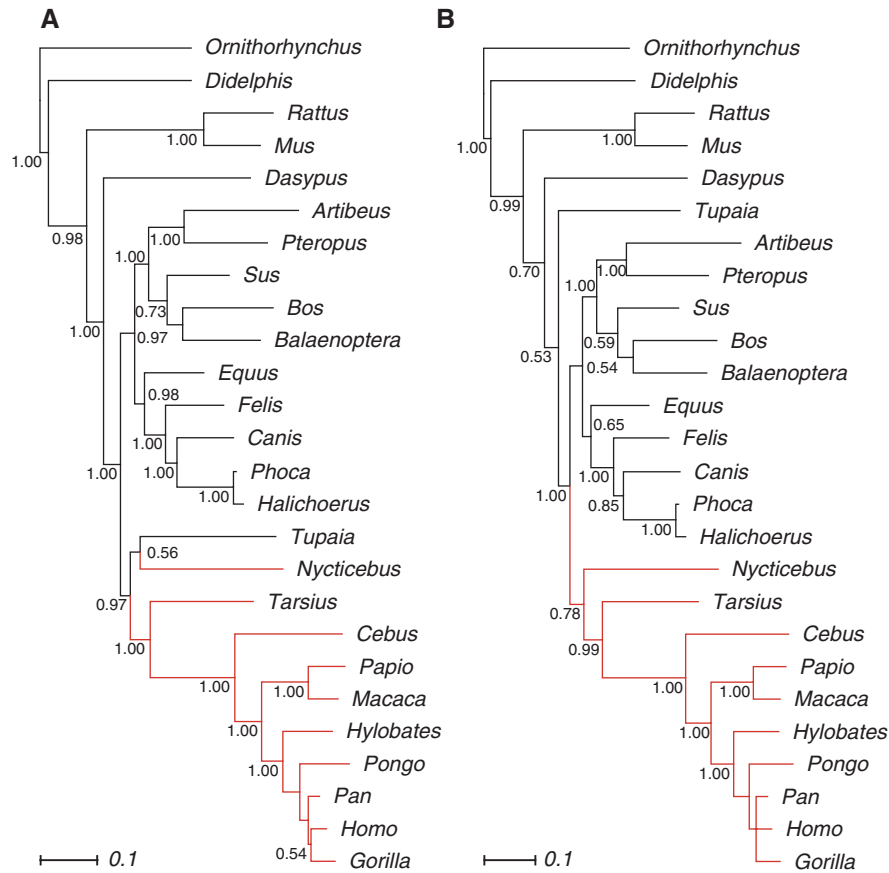 A
Ornithorhynchus
Didelphis
1.00
Rattus
1.00
Mus
0.98
Dasypus
Artibeus
1.00
Pteropus
1.00
Sus
0.73
Bos
0.97
Balaenoptera
1.00
Equus
0.98
Felis
1.00
Canis
1.00
Phoca
1.00
Halichoerus
1.00
Tupaia
0.56
Nycticebus
0.97
Tarsius
1.00
Cebus
1.00
Papio
1.00
Macaca
1.00
Hylobates
1.00
Pongo
Pan
Homo
0.54
Gorilla
0.1
B
Ornithorhynchus
Didelphis
1.00
Rattus
1.00
Mus
0.99
Dasypus
0.70
Tupaia
Artibeus
1.00
Pteropus
1.00
Sus
0.59
Bos
0.54
Balaenoptera
0.53
Equus
0.65
Felis
1.00
Canis
0.85
Phoca
1.00
Halichoerus
1.00
Nycticebus
0.78
Tarsius
0.99
Cebus
1.00
Papio
1.00
Macaca
1.00
Hylobates
1.00
Pongo
Pan
Homo
Gorilla
0.1